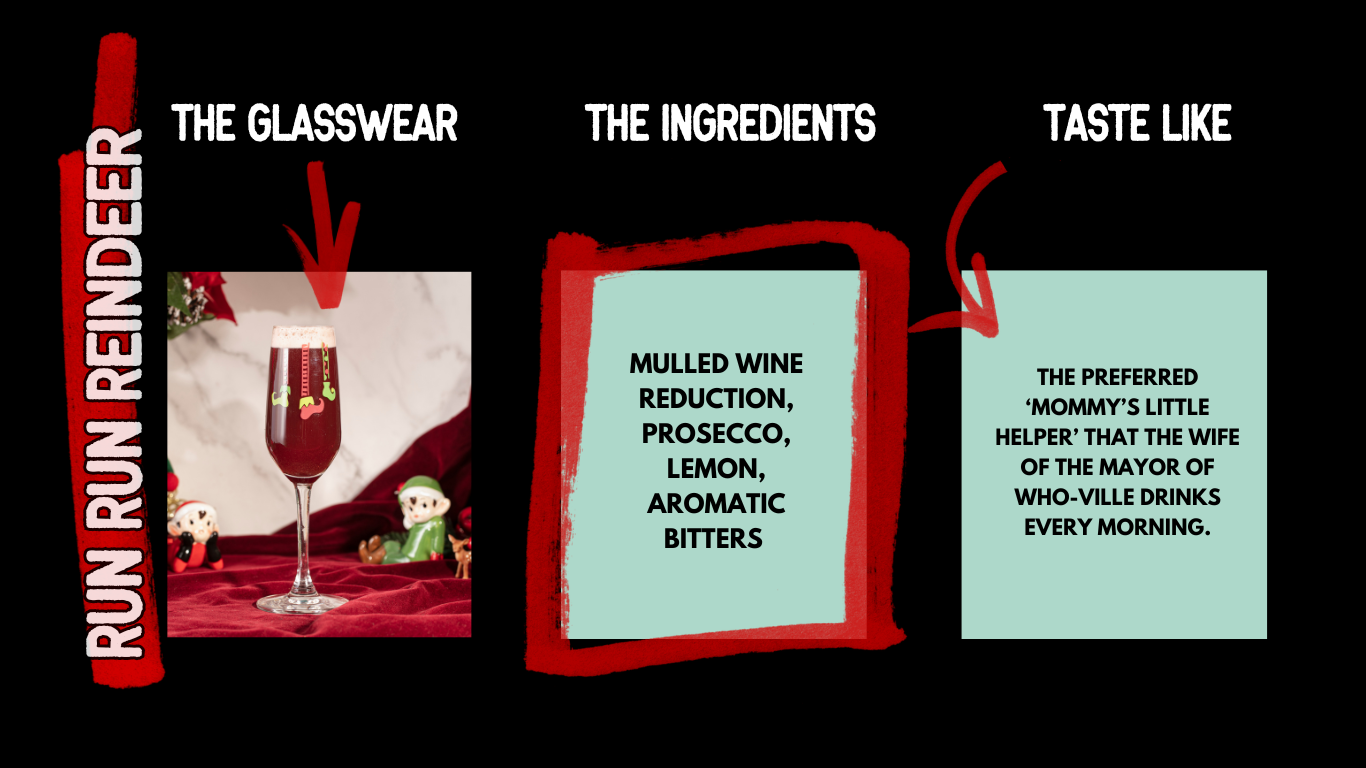 RUN RUN REINDEER
THE GLASSWEAR
THE INGREDIENTS
TASTE LIKE
MULLED WINE
REDUCTION,
PROSECCO,
LEMON,
AROMATIC
BITTERS
THE PREFERRED
‘MOMMY’S LITTLE
HELPER’ THAT THE WIFE
OF THE MAYOR OF
WHO-VILLE DRINKS
EVERY MORNING.